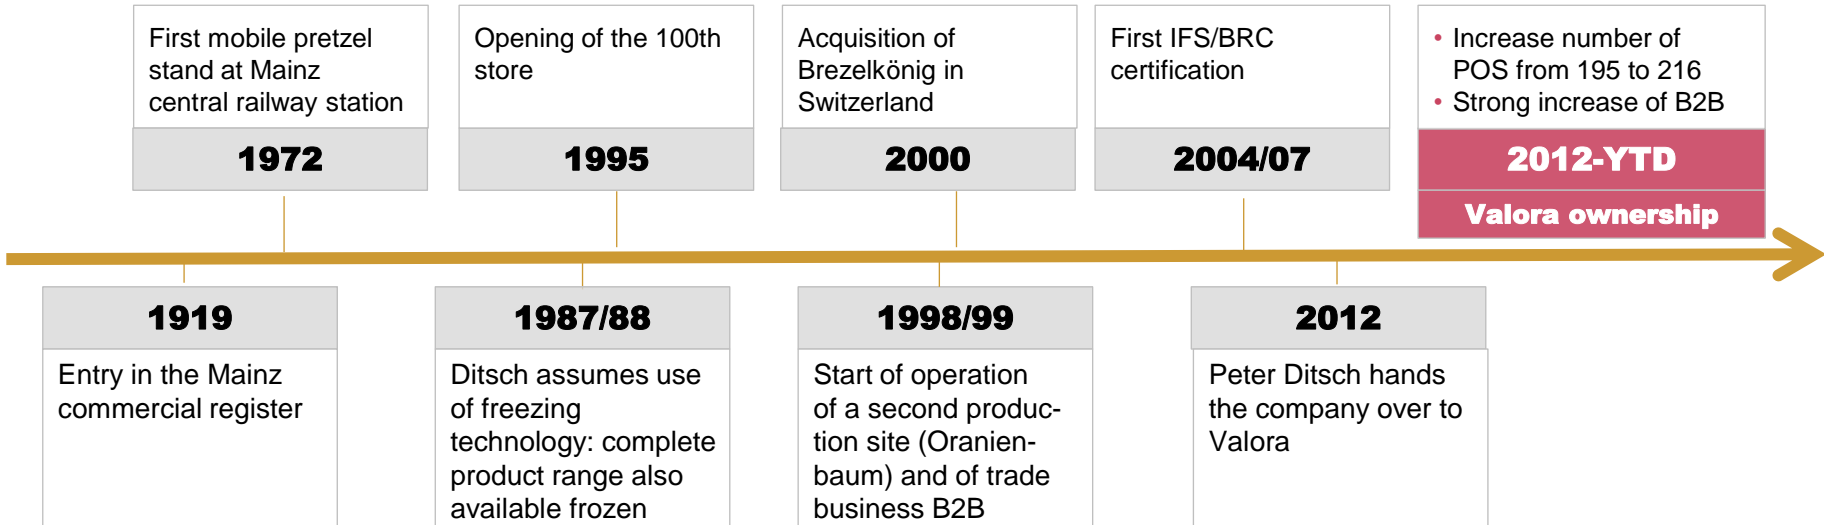 First mobile pretzel
stand at Mainz
central railway station
1972
Opening of the 100th
store
1995
Acquisition of
Brezelkönig in
Switzerland
2000
First IFS/BRC
certification
2004/07
• Increase number of
POS from 195 to 216
• Strong increase of B2B
2012-YTD
Valora ownership
1919
Entry in the Mainz
commercial register
1987/88
Ditsch assumes use
of freezing
technology: complete
product range also
available frozen
1998/99
Start of operation
of a second produc-
tion site (Oranien-
baum) and of trade
business B2B
2012
Peter Ditsch hands
the company over to
Valora